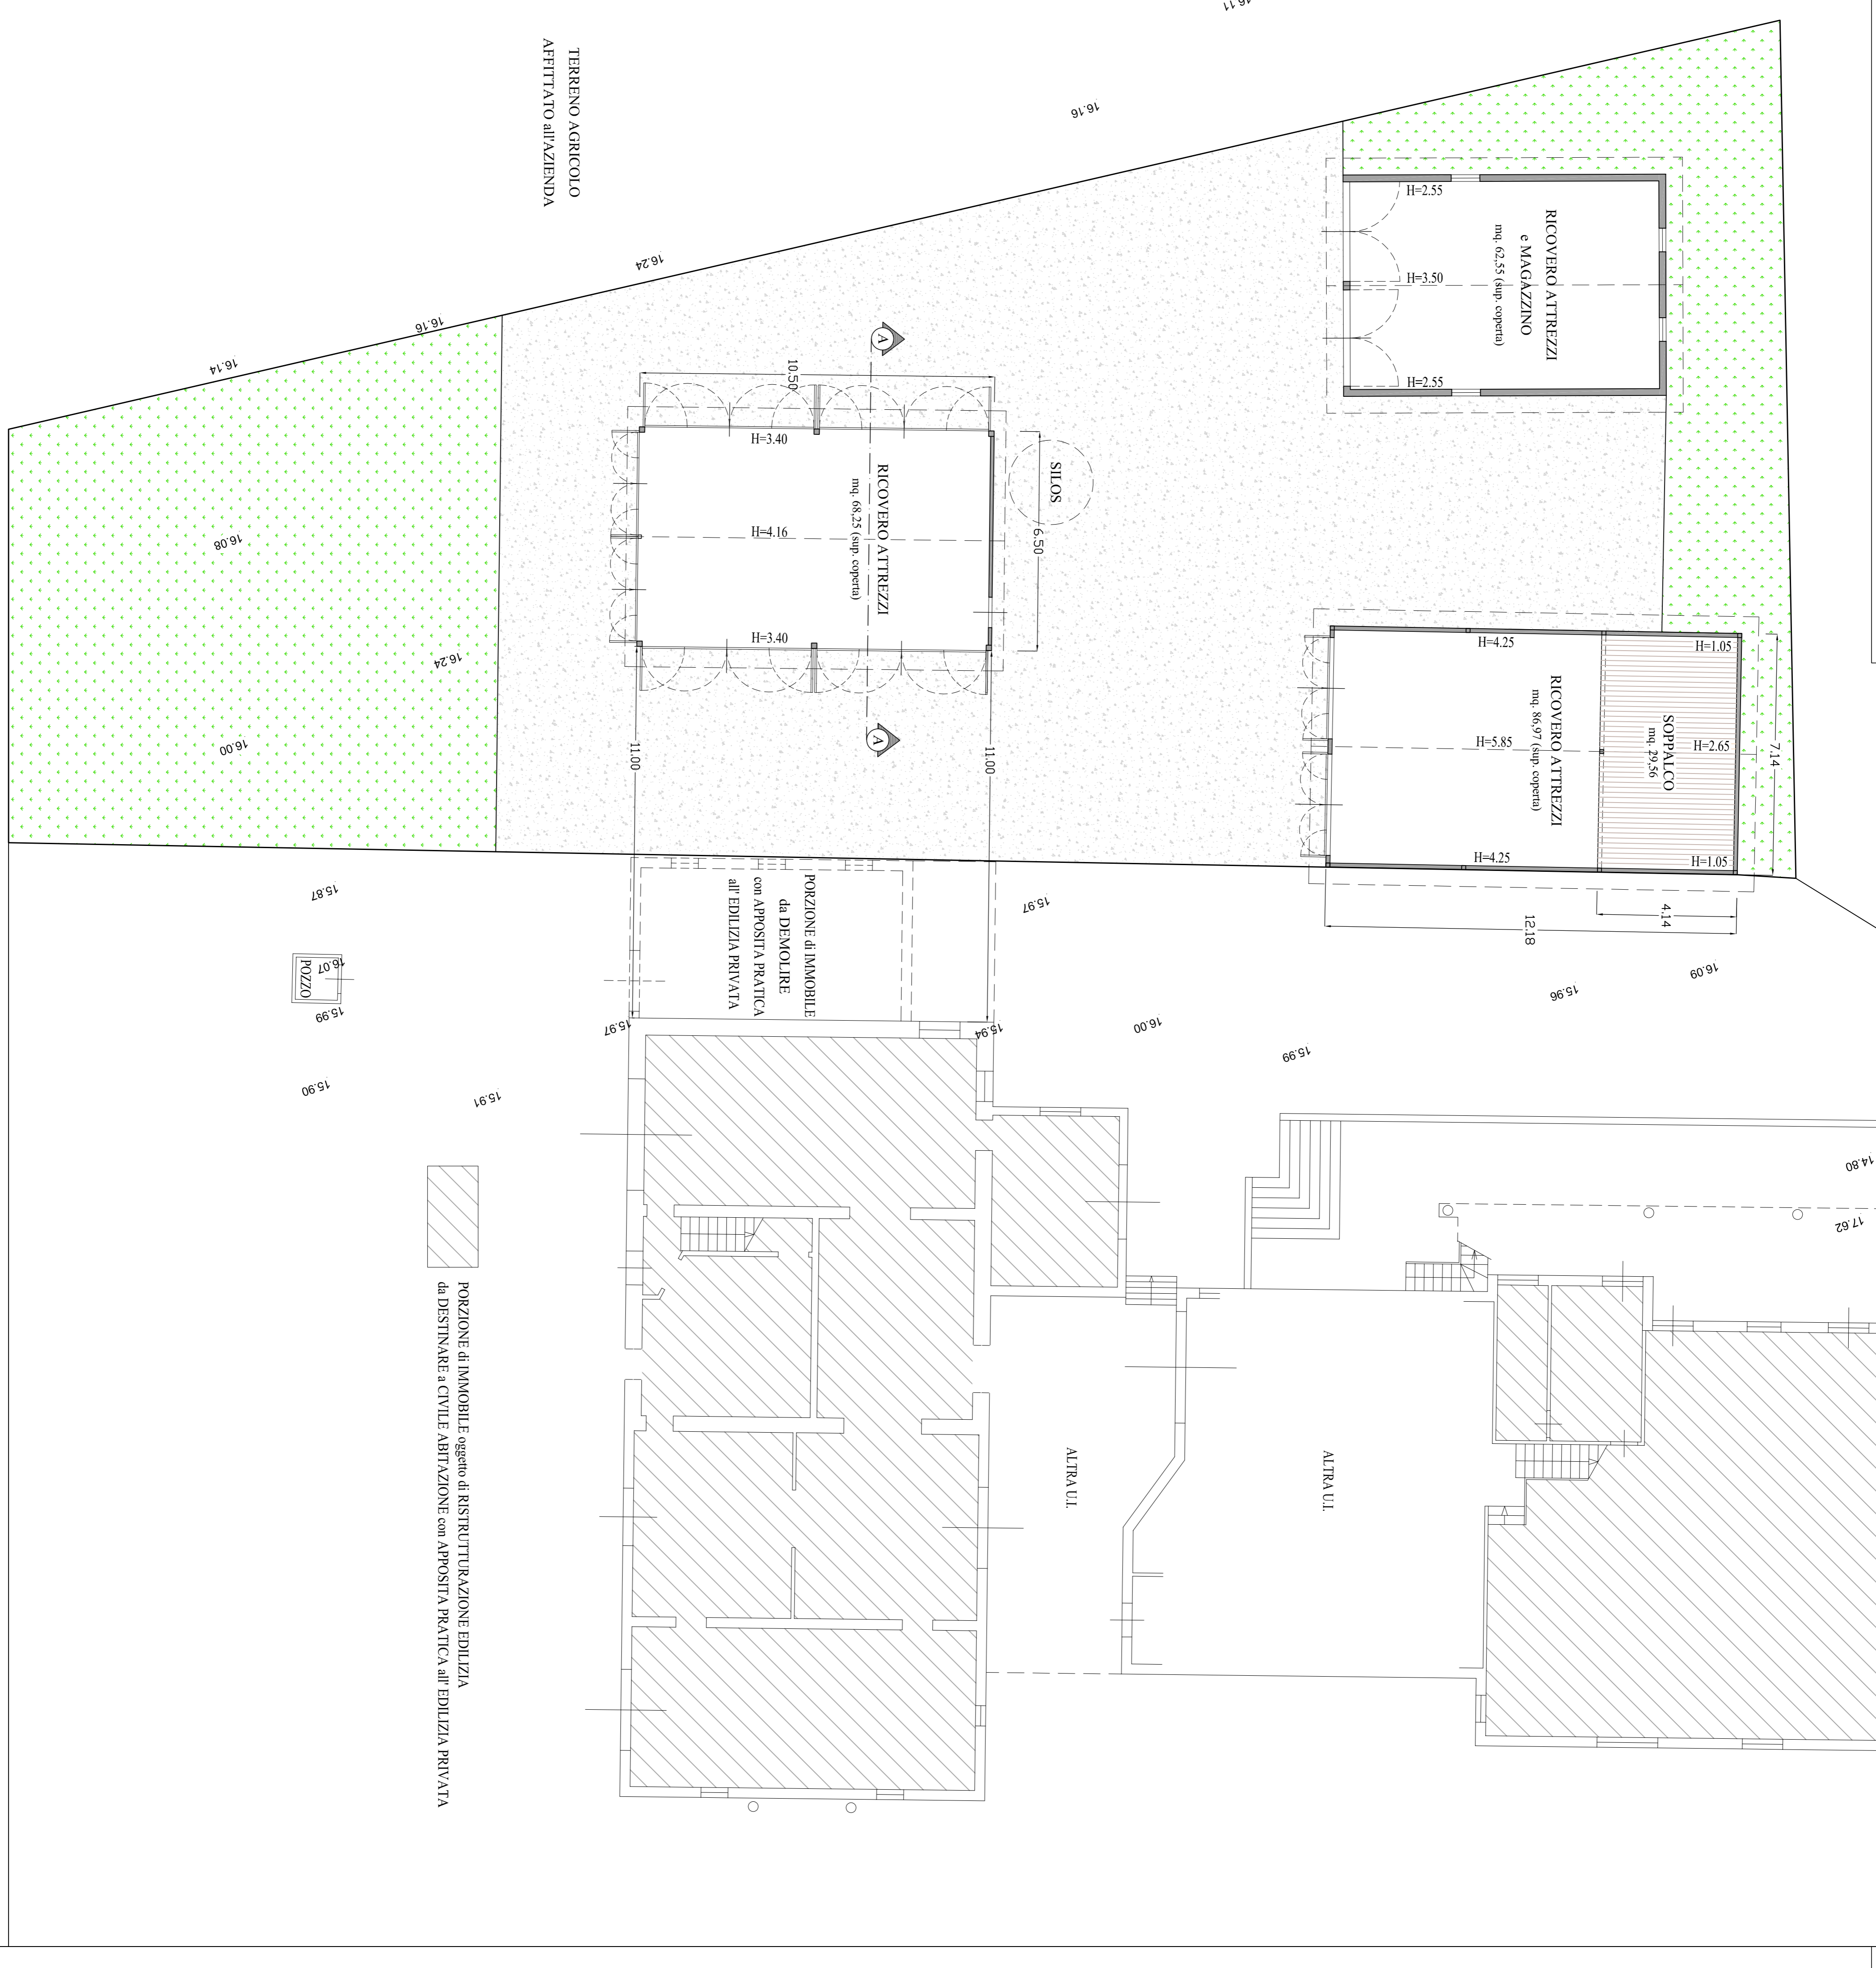 16.11
16.16
TERRENO AGRICOLO
AFFITTATO all'AZIENDA
16.24
16.16
16.14
16.08
16.24
16.00
RICOVERO ATTREZZI
e MAGAZZINO
mq. 62,55 (sup. coperta)
H=2.55
H=3.50
H=2.55
A
10.50
H=3.40
H=4.16
H=3.40
RICOVERO ATTREZZI
mq. 68,25 (sup. coperta)
SILOS
6.50
A
11.00
11.00
H=4.25
H=1.05
RICOVERO ATTREZZI
mq. 86,97 (sup. coperta)
H=5.85
SOPPALCO
mq. 29,56
H=2.65
7.14
H=4.25
H=1.05
4.14
12.18
PORZIONE di IMMOBILE
da DEMOLIRE
con APPOSITA PRATICA
all' EDILIZIA PRIVATA
15.87
16.07
POZZO
15.99
15.90
15.91
15.97
15.94
15.97
16.00
15.99
15.96
16.09
14.80
17.62
ALTRA U.I.
ALTRA U.I.
PORZIONE di IMMOBILE oggetto di RISTRUTTURAZIONE EDILIZIA
da DESTINARE a CIVILE ABITAZIONE con APPOSITA PRATICA all' EDILIZIA PRIVATA